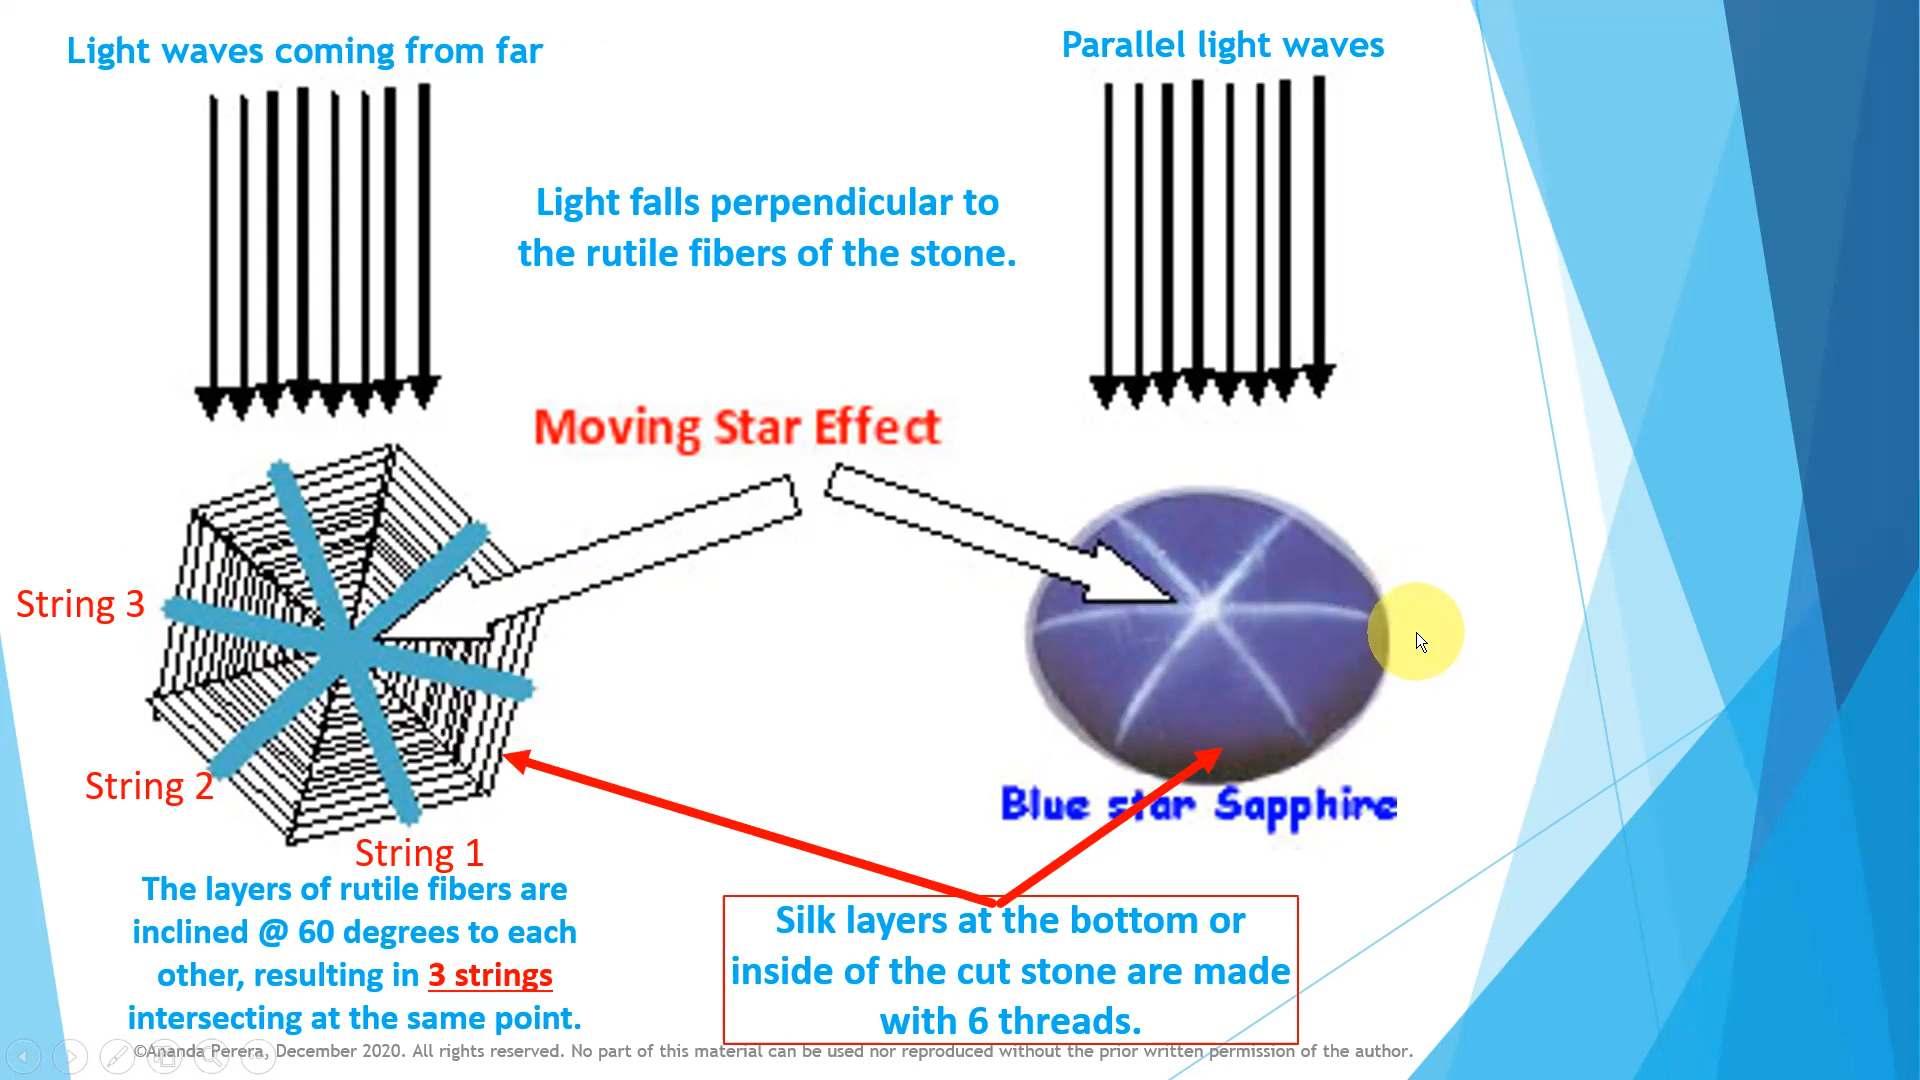 Light waves coming from far
Parallel light waves
Light falls perpendicular to
the rutile fibers of the stone.
Moving Star Effect
String 3
String 2
String 1
Blue star Sapphire
The layers of rutile fibers are
inclined @ 60 degrees to each
other, resulting in 3 strings
intersecting at the same point.
Silk layers at the bottom or
inside of the cut stone are made
with 6 threads.
©Ananda Perera, December 2020. All rights reserved. No part of this material can be used nor reproduced without the prior written permission of the author.